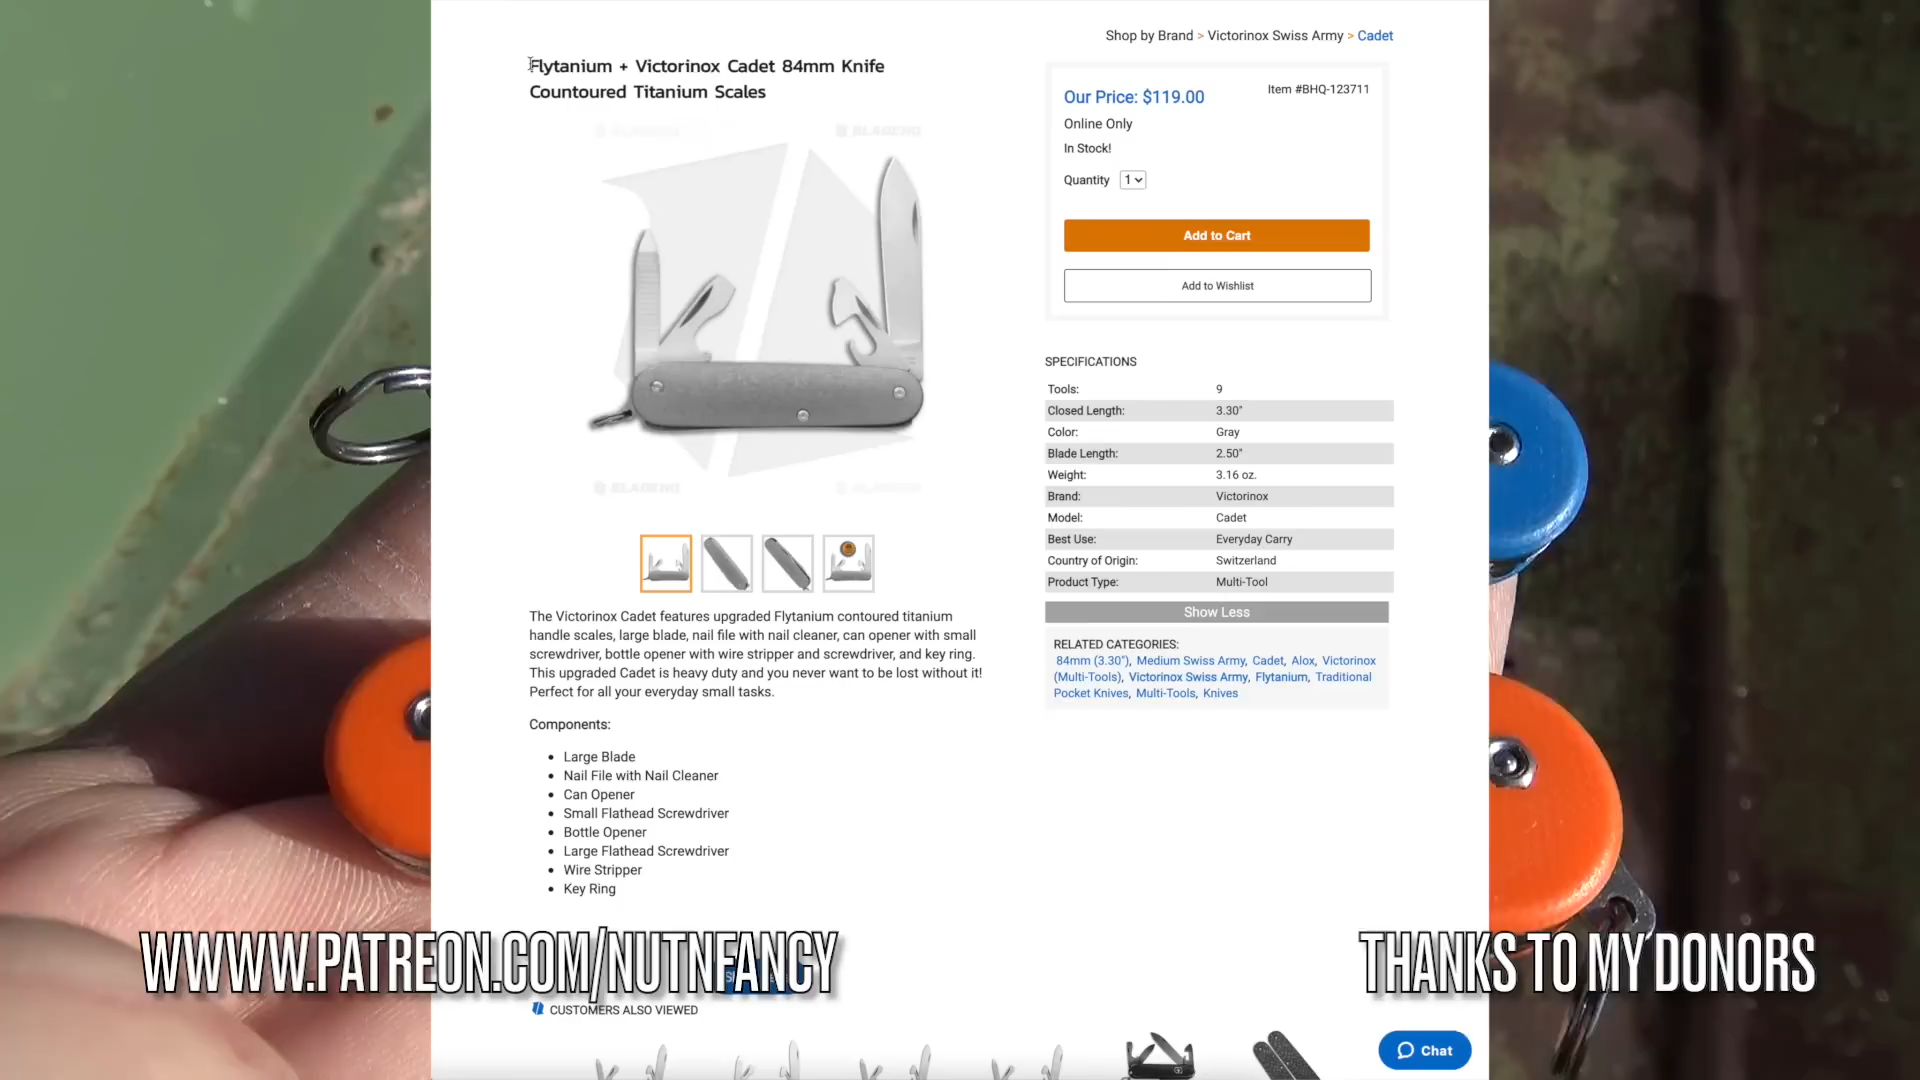 Shop by Brand > Victorinox Swiss Army > Cadet
Flytanium + Victorinox Cadet 84mm Knife
Countoured Titanium Scales
BLADEHQ
BLADEHQ
BLADEHQ
BLADEHQ
Our Price: $119.00
Item #BHQ-123711
Online Only
In Stock!
Quantity 1
Add to Cart
Add to Wishlist
SPECIFICATIONS
Tools: 9
Closed Length: 3.30"
Color: Gray
Blade Length: 2.50"
Weight: 3.16 oz.
Brand: Victorinox
Model: Cadet
Best Use: Everyday Carry
Country of Origin: Switzerland
Product Type: Multi-Tool
Show Less
RELATED CATEGORIES:
84mm (3.30"), Medium Swiss Army, Cadet, Alox, Victorinox
(Multi-Tools), Victorinox Swiss Army, Flytanium, Traditional
Pocket Knives, Multi-Tools, Knives
The Victorinox Cadet features upgraded Flytanium contoured titanium
handle scales, large blade, nail file with nail cleaner, can opener with small
screwdriver, bottle opener with wire stripper and screwdriver, and key ring.
This upgraded Cadet is heavy duty and you never want to be lost without it!
Perfect for all your everyday small tasks.
Components:
Large Blade
Nail File with Nail Cleaner
Can Opener
Small Flathead Screwdriver
Bottle Opener
Large Flathead Screwdriver
Wire Stripper
Key Ring
WWWW.PATREON.COM/NUTNFANCY
THANKS TO MY DONORS
CUSTOMERS ALSO VIEWED
Chat